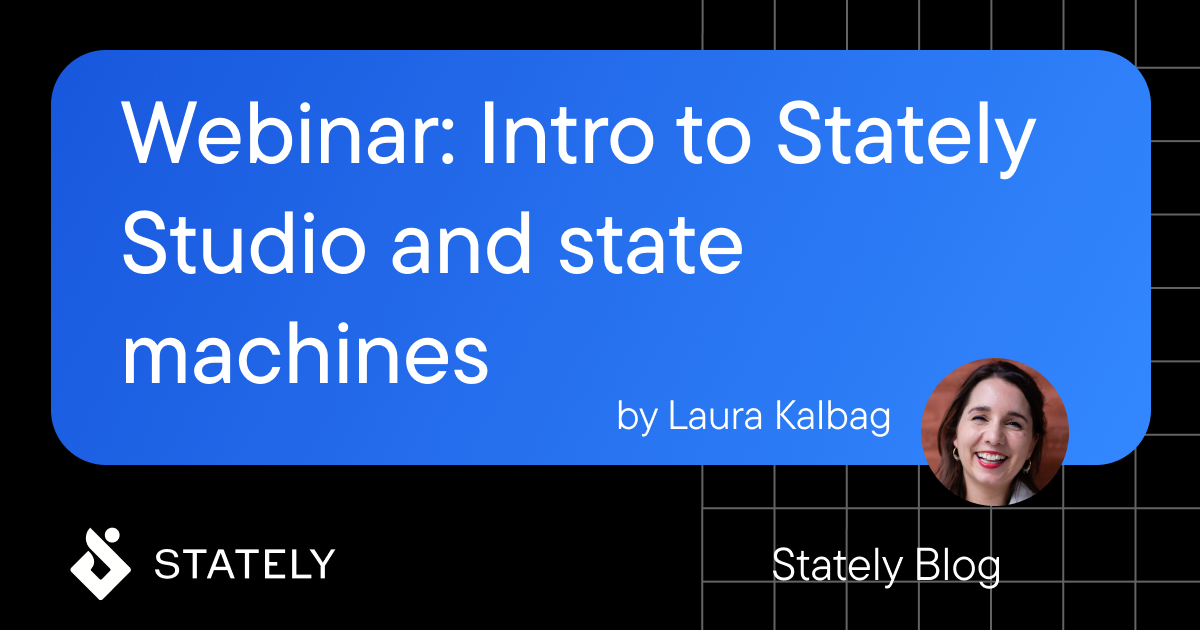 Webinar: Intro to Stately
Studio and state
machines
by Laura Kalbag
STATELY
Stately Blog